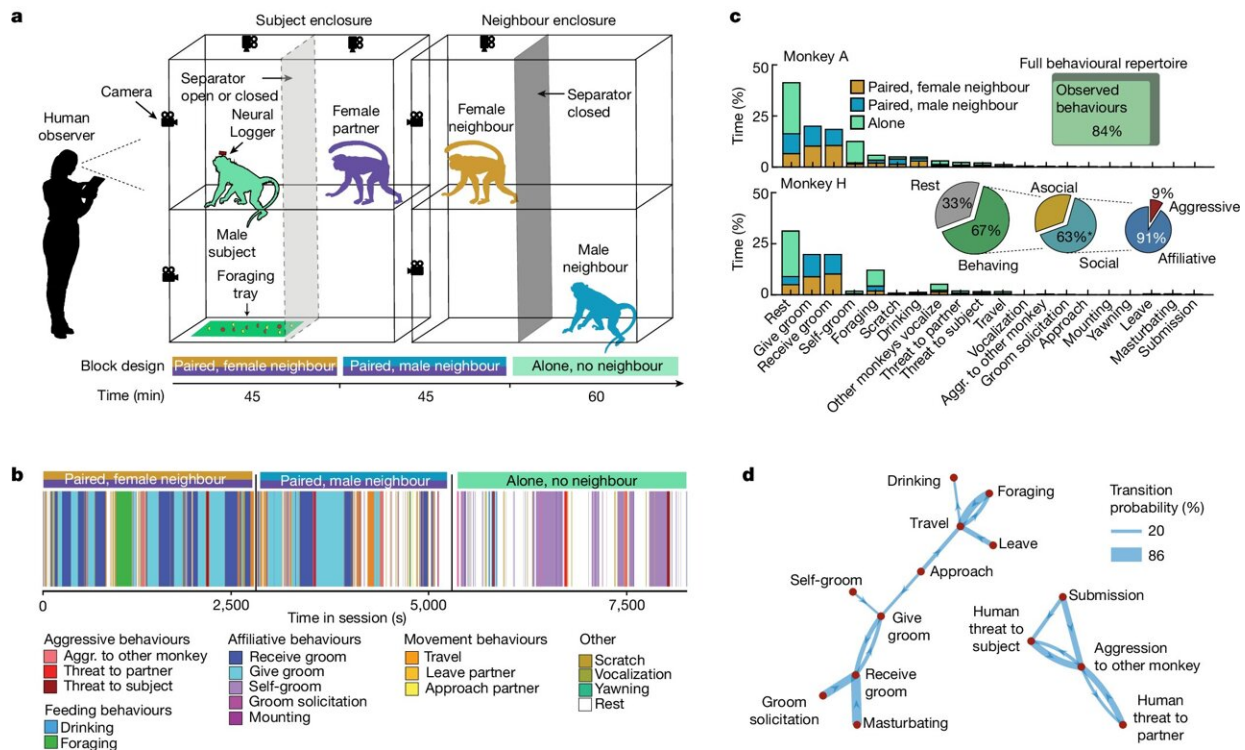 a
Subject enclosure
Neighbour enclosure
Camera
Human
observer
Separator
open or closed
Neural
Logger
Female
partner
Female
neighbour
Separator
closed
Male
subject
Foraging
tray
Male
neighbour
Block design
Paired, female neighbour
Paired, male neighbour
Alone, no neighbour
Time (min)
45
45
60
b
Paired, female neighbour
Paired, male neighbour
Alone, no neighbour
0
2,500
5,000
7,500
Time in session (s)
Aggressive behaviours
Aggr. to other monkey
Threat to partner
Threat to subject
Feeding behaviours
Drinking
Foraging
Affiliative behaviours
Receive groom
Give groom
Self-groom
Groom solicitation
Mounting
Movement behaviours
Travel
Leave partner
Approach partner
Other
Scratch
Vocalization
Yawning
Rest
c
Monkey A
50
25
0
Time (%)
Paired, female neighbour
Paired, male neighbour
Alone
Full behavioural repertoire
Observed
behaviours
84%
Monkey H
50
25
0
Time (%)
Rest
33%
67%
Behaving
Asocial
63%*
Social
9%
Aggressive
91%
Affiliative
Rest
Give groom
Receive groom
Self-groom
Foraging
Scratch
Drinking
Other monkeys vocalize
Threat to partner
Threat to subject
Travel
Vocalization
Aggr. to other monkey
Groom solicitation
Approach
Mounting
Yawning
Leave
Masturbating
Submission
d
Drinking
Foraging
Travel
Leave
Approach
Self-groom
Give
groom
Receive
groom
Groom
solicitation
Masturbating
Transition
probability (%)
20
86
Submission
Human
threat to
subject
Aggression
to other monkey
Human
threat to
partner